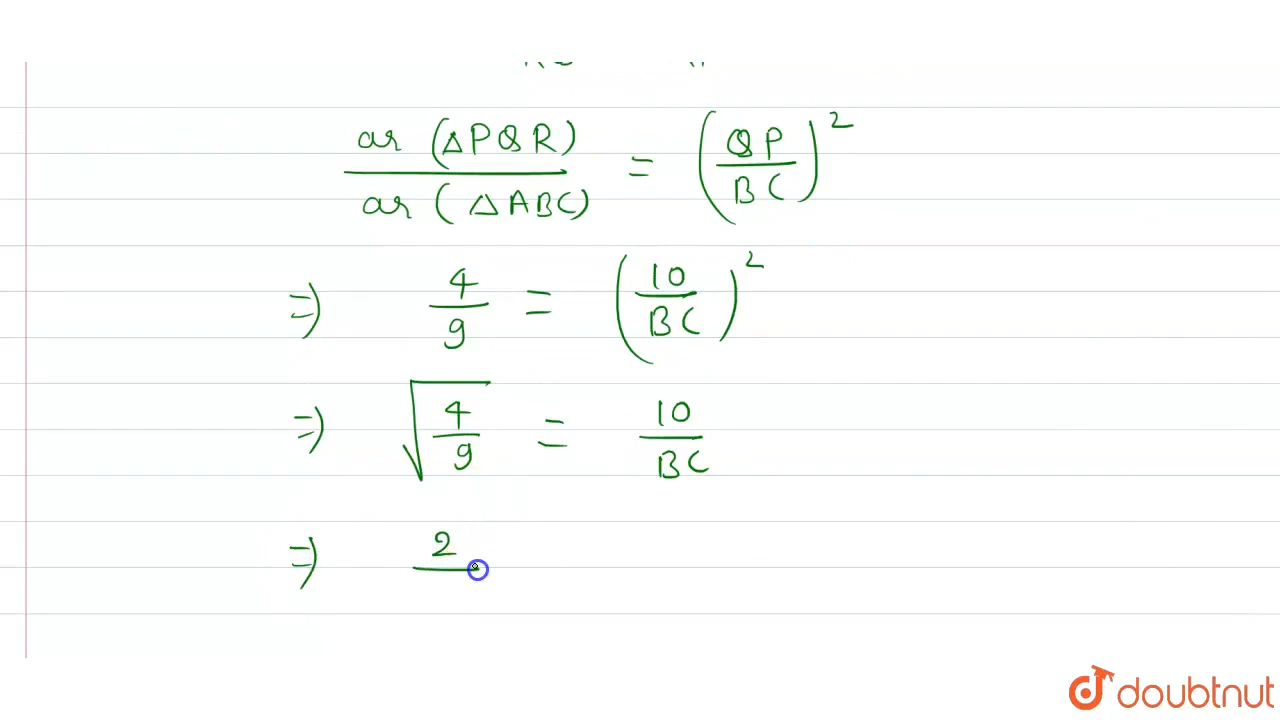 ar (△PQR) / ar (△ABC) = (QP / BC)²
⇒ 4/9 = (10 / BC)²
⇒ √(4/9) = 10 / BC
⇒ 2
doubtnut